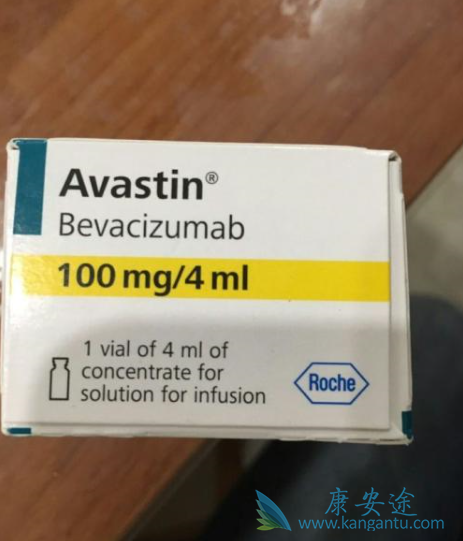 Avastin®
Bevacizumab
100 mg/4 ml
1 vial of 4 ml of
concentrate for
solution for infusion
Roche
康安途
www.kangantu.com